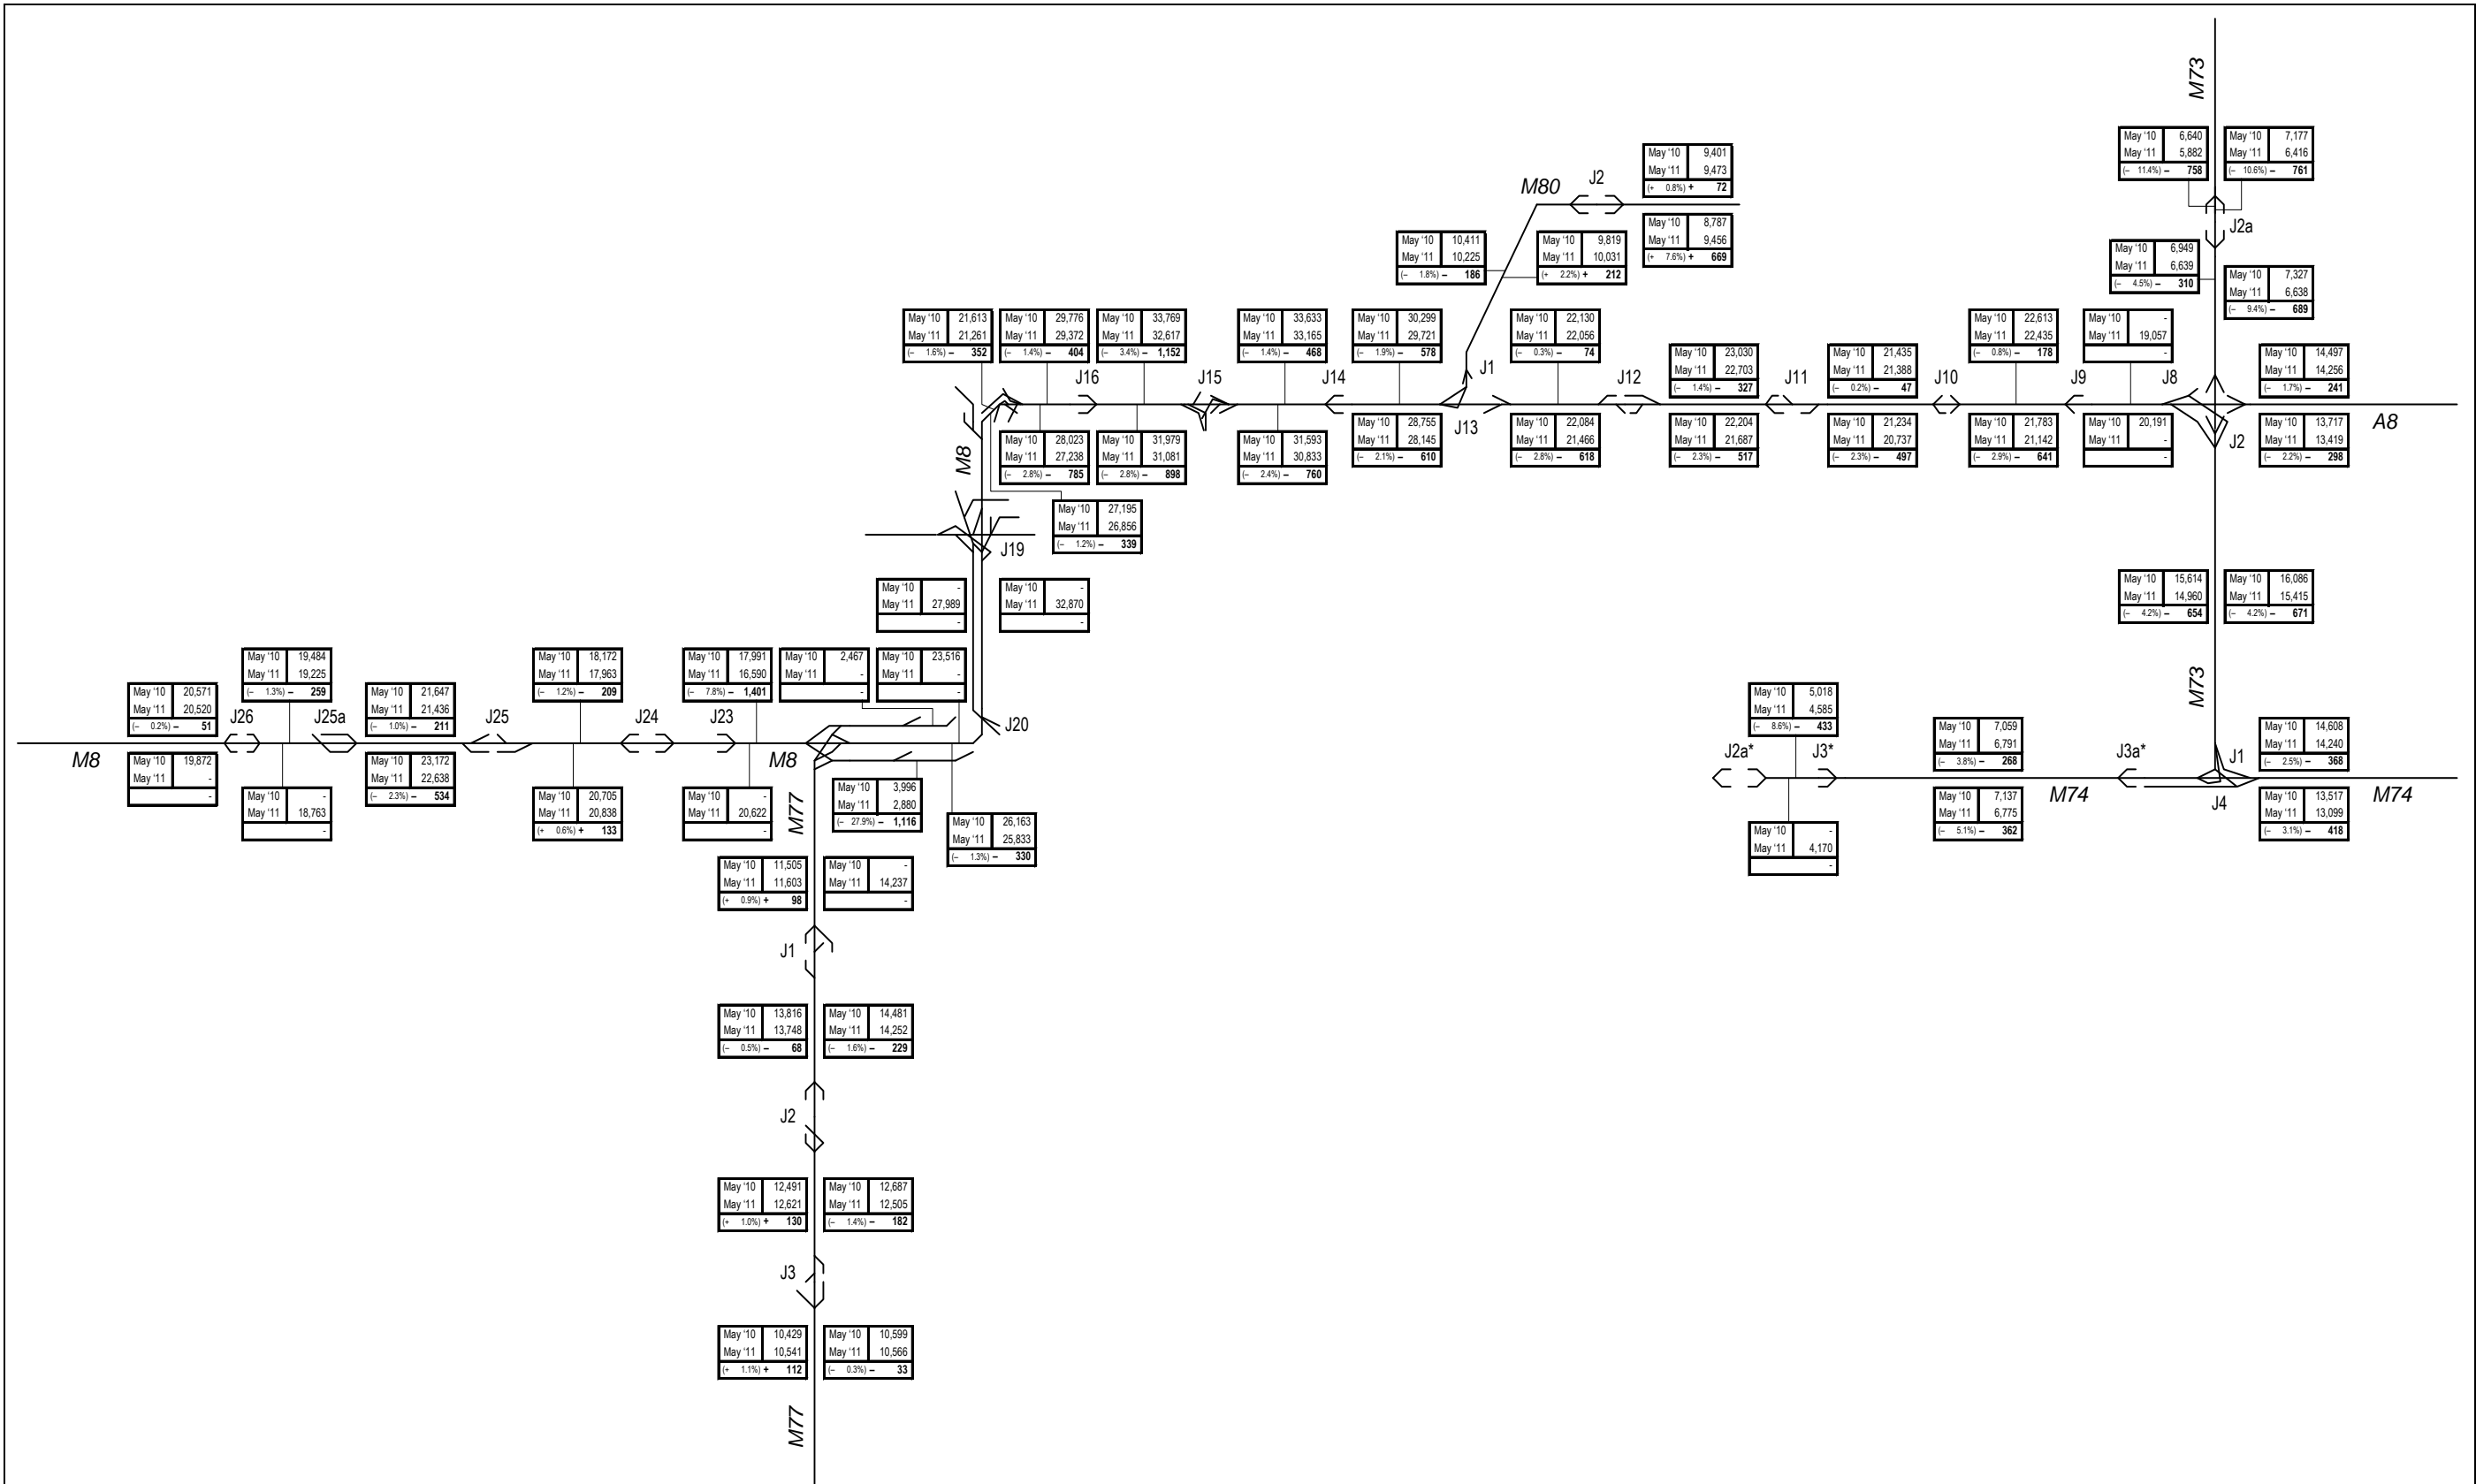 M73
May '10 6,640
May '11 5,882
(– 11.4%) – 758
May '10 7,177
May '11 6,416
(– 10.6%) – 761
J2a
May '10 9,401
May '11 9,473
(+ 0.8%) + 72
M80
J2
May '10 8,787
May '11 9,456
(+ 7.6%) + 669
May '10 10,411
May '11 10,225
(– 1.8%) – 186
May '10 9,819
May '11 10,031
(+ 2.2%) + 212
May '10 6,949
May '11 6,639
(– 4.5%) – 310
May '10 7,327
May '11 6,638
(– 9.4%) – 689
May '10 21,613
May '11 21,261
(– 1.6%) – 352
May '10 29,776
May '11 29,372
(– 1.4%) – 404
May '10 33,769
May '11 32,617
(– 3.4%) – 1,152
May '10 33,633
May '11 33,165
(– 1.4%) – 468
May '10 30,299
May '11 29,721
(– 1.9%) – 578
May '10 22,130
May '11 22,056
(– 0.3%) – 74
May '10 23,030
May '11 22,703
(– 1.4%) – 327
May '10 21,435
May '11 21,388
(– 0.2%) – 47
May '10 22,613
May '11 22,435
(– 0.8%) – 178
May '10 -
May '11 19,057
-
May '10 14,497
May '11 14,256
(– 1.7%) – 241
J16
J15
J14
J1
J12
J11
J10
J9
J8
M8
J13
J2
A8
May '10 28,023
May '11 27,238
(– 2.8%) – 785
May '10 31,979
May '11 31,081
(– 2.8%) – 898
May '10 31,593
May '11 30,833
(– 2.4%) – 760
May '10 28,755
May '11 28,145
(– 2.1%) – 610
May '10 22,084
May '11 21,466
(– 2.8%) – 618
May '10 22,204
May '11 21,687
(– 2.3%) – 517
May '10 21,234
May '11 20,737
(– 2.3%) – 497
May '10 21,783
May '11 21,142
(– 2.9%) – 641
May '10 20,191
May '11 -
-
May '10 13,717
May '11 13,419
(– 2.2%) – 298
May '10 27,195
May '11 26,856
(– 1.2%) – 339
J19
May '10 -
May '11 27,989
-
May '10 -
May '11 32,870
-
May '10 15,614
May '11 14,960
(– 4.2%) – 654
May '10 16,086
May '11 15,415
(– 4.2%) – 671
M73
May '10 20,571
May '11 20,520
(– 0.2%) – 51
May '10 19,484
May '11 19,225
(– 1.3%) – 259
May '10 21,647
May '11 21,436
(– 1.0%) – 211
May '10 18,172
May '11 17,963
(– 1.2%) – 209
May '10 17,991
May '11 16,590
(– 7.8%) – 1,401
May '10 2,467
May '11 -
-
May '10 23,516
May '11 -
-
J26
J25a
J25
J24
J23
J20
M8
M8
May '10 19,872
May '11 -
-
May '10 -
May '11 18,763
-
May '10 23,172
May '11 22,638
(– 2.3%) – 534
May '10 20,705
May '11 20,838
(+ 0.6%) + 133
May '10 -
May '11 20,622
-
M77
May '10 3,996
May '11 2,880
(– 27.9%) – 1,116
May '10 26,163
May '11 25,833
(– 1.3%) – 330
May '10 5,018
May '11 4,585
(– 8.6%) – 433
May '10 7,059
May '11 6,791
(– 3.8%) – 268
May '10 14,608
May '11 14,240
(– 2.5%) – 368
J2a*
J3*
J3a*
J1
M74
J4
M74
May '10 -
May '11 4,170
-
May '10 7,137
May '11 6,775
(– 5.1%) – 362
May '10 13,517
May '11 13,099
(– 3.1%) – 418
May '10 11,505
May '11 11,603
(+ 0.9%) + 98
May '10 -
May '11 14,237
-
J1
May '10 13,816
May '11 13,748
(– 0.5%) – 68
May '10 14,481
May '11 14,252
(– 1.6%) – 229
J2
May '10 12,491
May '11 12,621
(+ 1.0%) + 130
May '10 12,687
May '11 12,505
(– 1.4%) – 182
J3
May '10 10,429
May '11 10,541
(+ 1.1%) + 112
May '10 10,599
May '11 10,566
(– 0.3%) – 33
M77